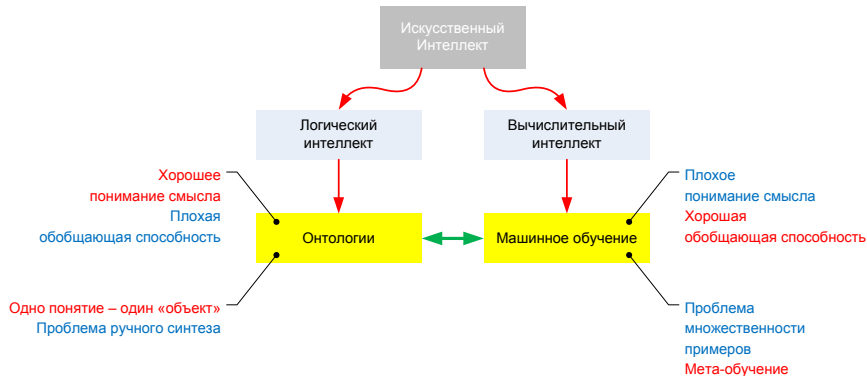 Искусственный
Интеллект
Логический
интеллект
Вычислительный
интеллект
Хорошее
понимание смысла
Плохая
обобщающая способность
Онтологии
Машинное обучение
Плохое
понимание смысла
Хорошая
обобщающая способность
Одно понятие – один «объект»
Проблема ручного синтеза
Проблема
множественности
примеров
Мета-обучение